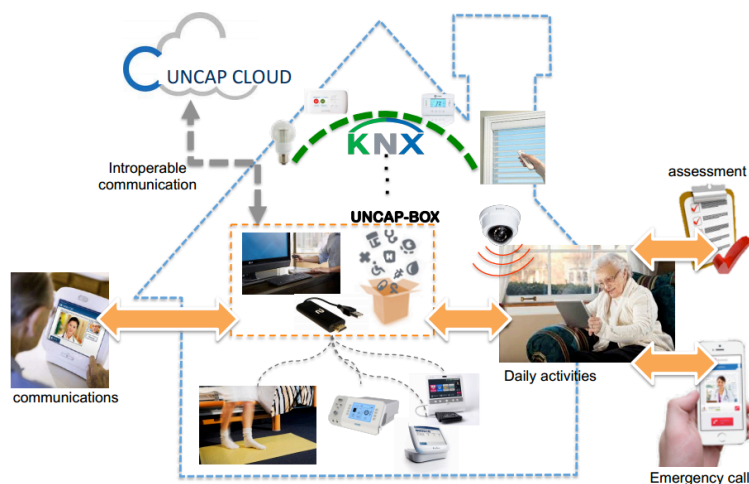 UNCAP CLOUD
KNX
Introperable
communication
assessment
UNCAP-BOX
communications
Daily activities
Emergency call